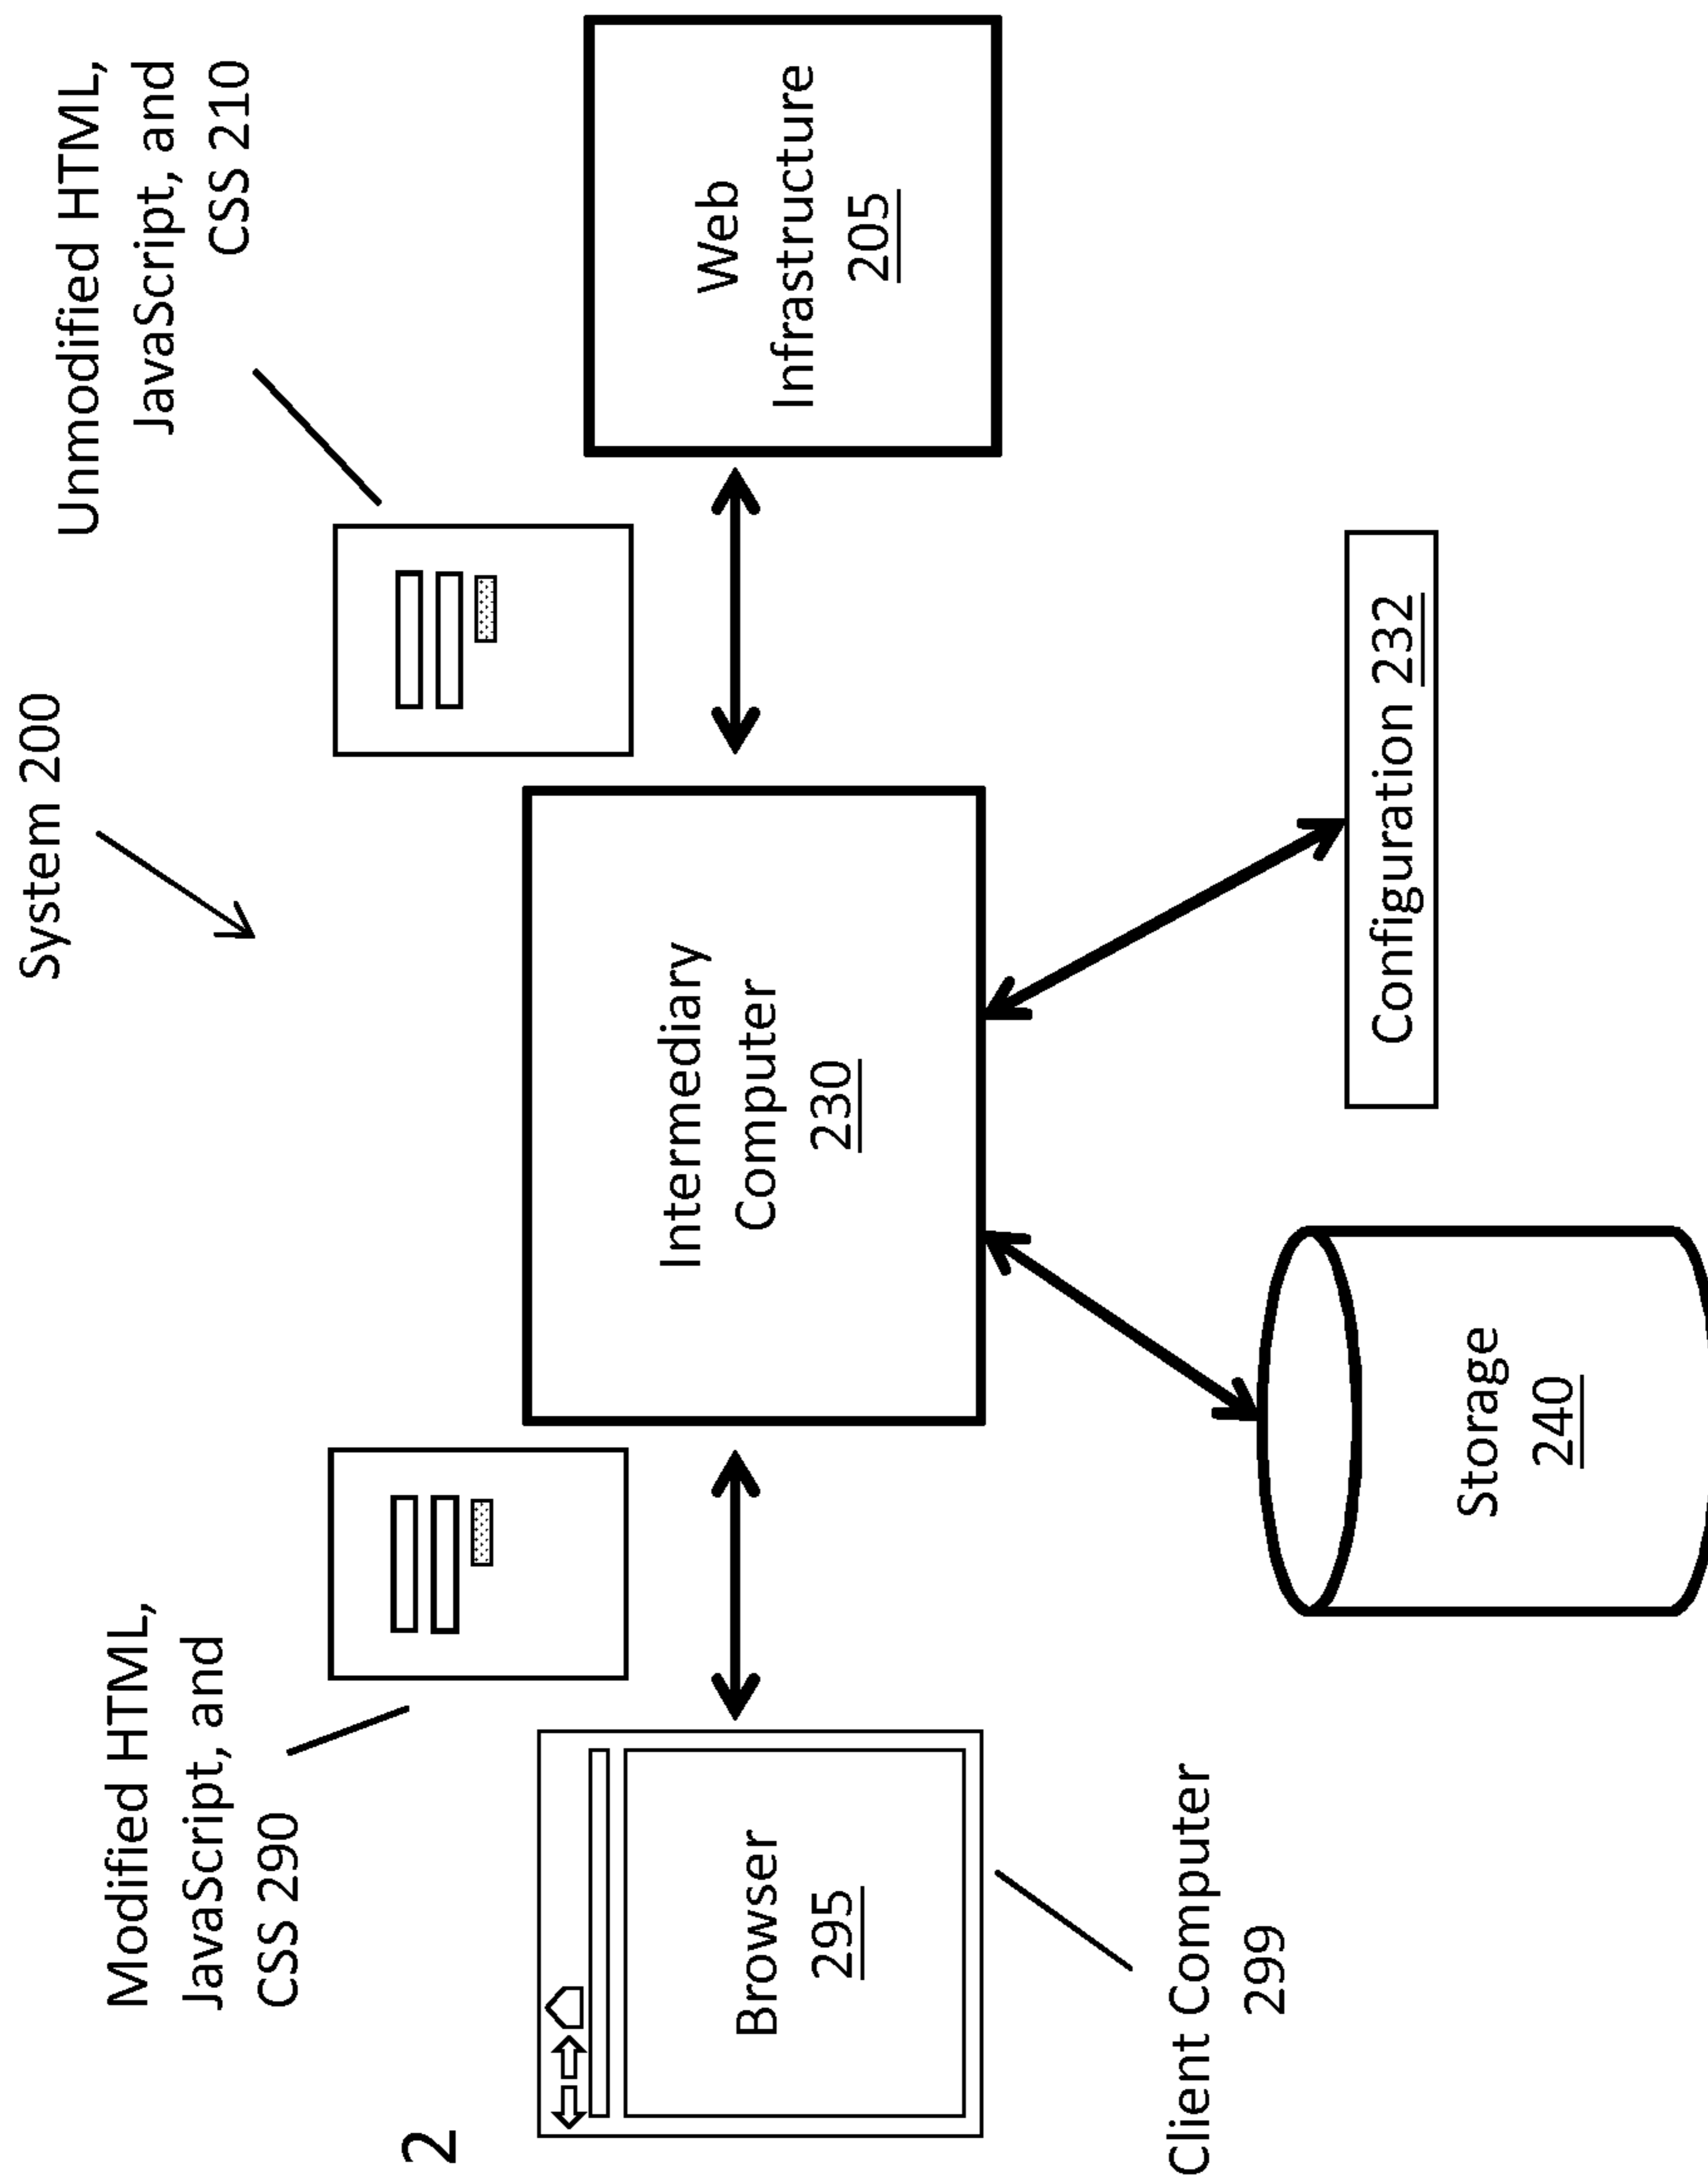 System 200
Unmodified HTML,
JavaScript, and
CSS 210
Modified HTML,
JavaScript, and
CSS 290
2
Browser
295
Intermediary
Computer
230
Web
Infrastructure
205
Client Computer
299
Storage
240
Configuration 232